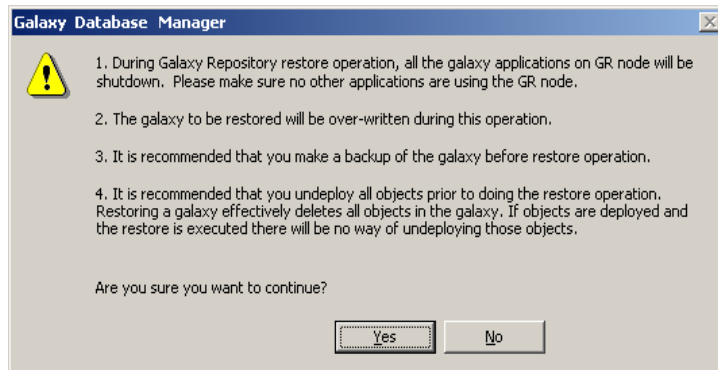 Galaxy Database Manager
1. During Galaxy Repository restore operation, all the galaxy applications on GR node will be
shutdown. Please make sure no other applications are using the GR node.
2. The galaxy to be restored will be over-written during this operation.
3. It is recommended that you make a backup of the galaxy before restore operation.
4. It is recommended that you undeploy all objects prior to doing the restore operation.
Restoring a galaxy effectively deletes all objects in the galaxy. If objects are deployed and
the restore is executed there will be no way of undeploying those objects.
Are you sure you want to continue?
Yes No